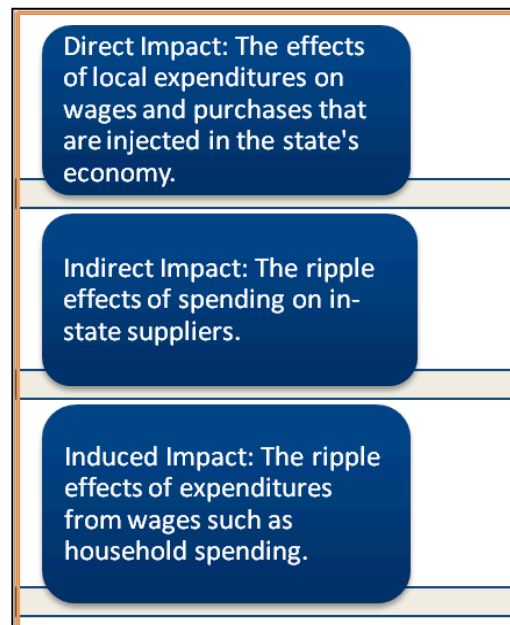 Direct Impact: The effects
of local expenditures on
wages and purchases that
are injected in the state's
economy.
Indirect Impact: The ripple
effects of spending on in-
state suppliers.
Induced Impact: The ripple
effects of expenditures
from wages such as
household spending.